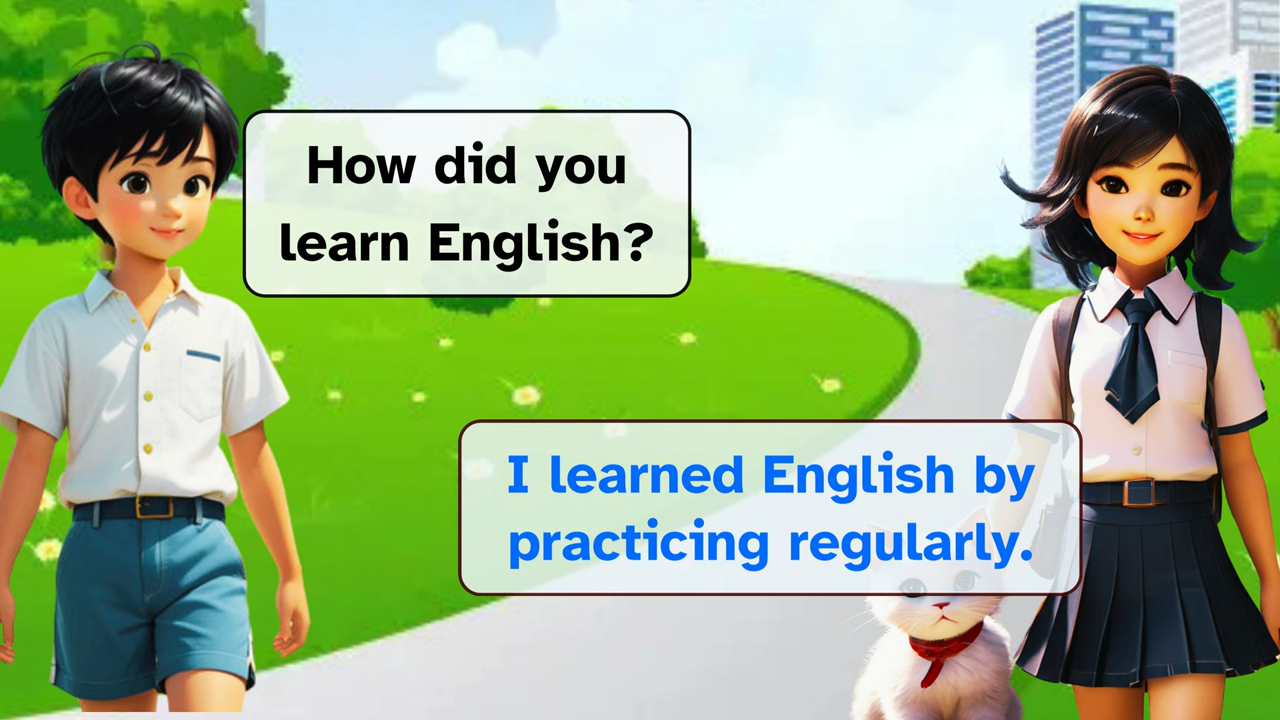 How did you
learn English?
I learned English by
practicing regularly.